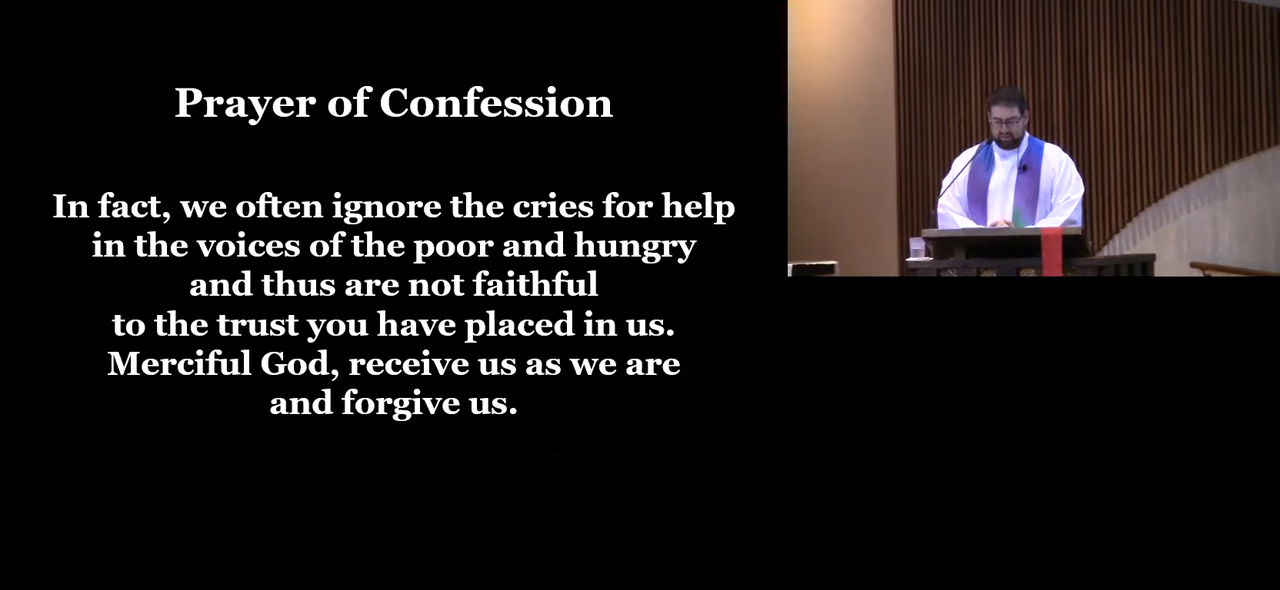 Prayer of Confession
In fact, we often ignore the cries for help
in the voices of the poor and hungry
and thus are not faithful
to the trust you have placed in us.
Merciful God, receive us as we are
and forgive us.